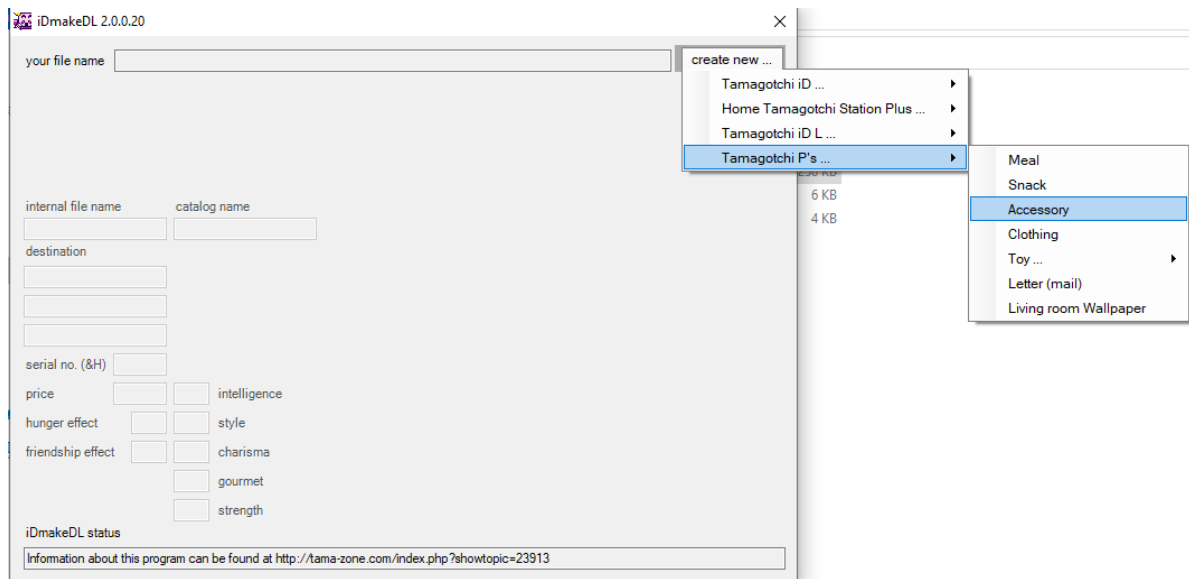 iDmakeDL 2.0.0.20
your file name
create new ...
Tamagotchi iD ...
Home Tamagotchi Station Plus ...
Tamagotchi iD L ...
Tamagotchi P's ...
Meal
Snack
Accessory
Clothing
Toy ...
Letter (mail)
Living room Wallpaper
6 KB
4 KB
internal file name catalog name
destination
serial no. (&H)
price intelligence
hunger effect style
friendship effect charisma
gourmet
strength
iDmakeDL status
Information about this program can be found at http://tama-zone.com/index.php?showtopic=23913